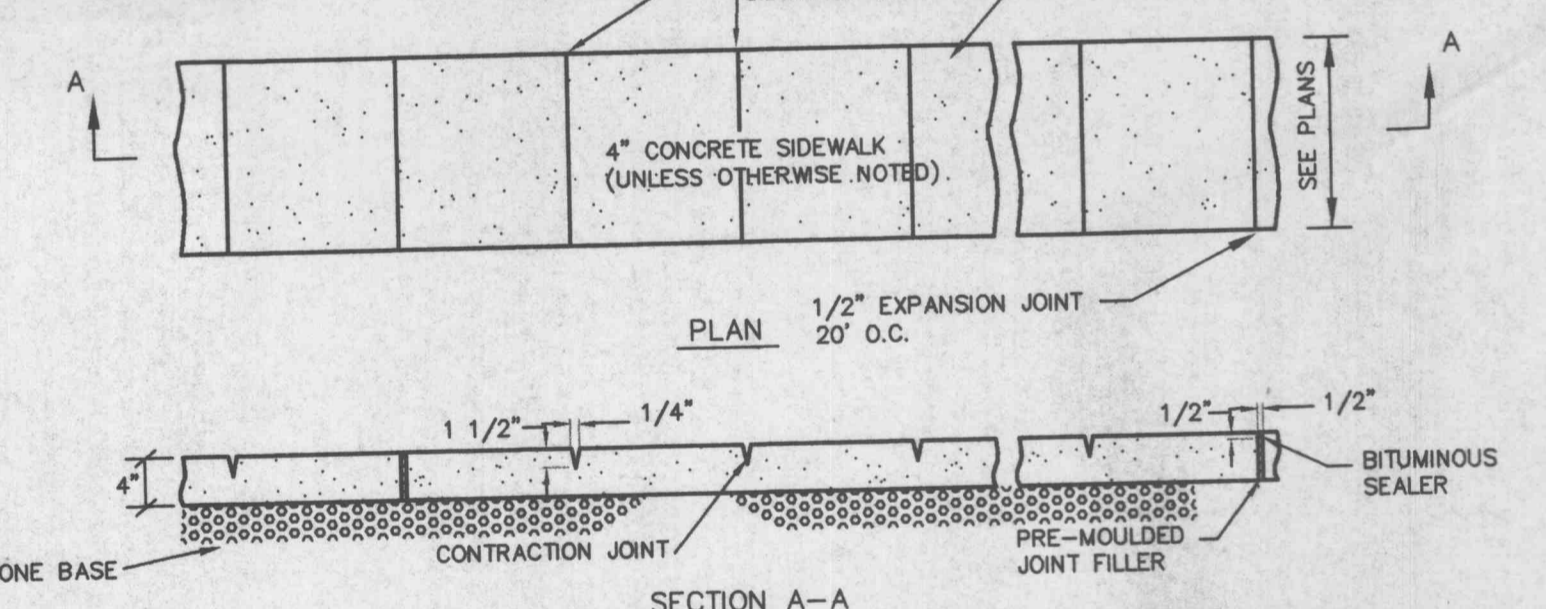 A
A
4" CONCRETE SIDEWALK
(UNLESS OTHERWISE NOTED).
SEE PLANS
1/2" EXPANSION JOINT
20' O.C.
PLAN
1 1/2"
1/4"
1/2"
1/2"
4"
BITUMINOUS
SEALER
CONTRACTION JOINT
PRE-MOULDED
JOINT FILLER
ONE BASE
SECTION A-A